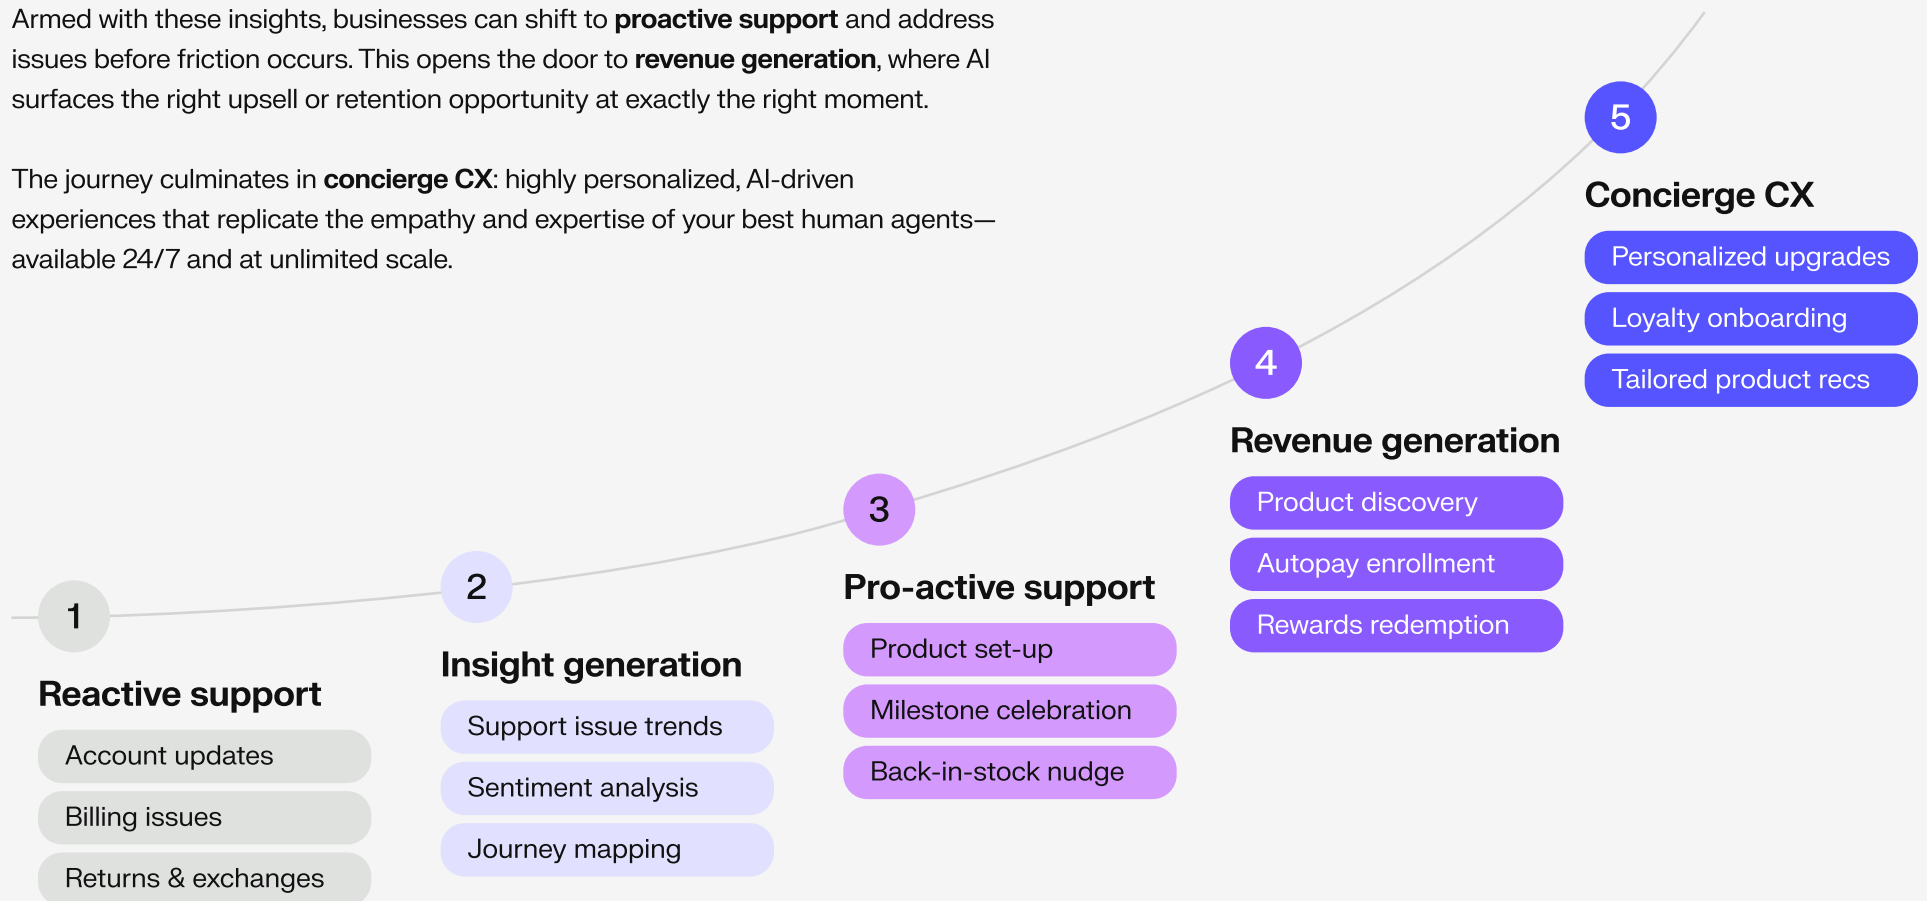 Armed with these insights, businesses can shift to proactive support and address
issues before friction occurs. This opens the door to revenue generation, where AI
surfaces the right upsell or retention opportunity at exactly the right moment.
The journey culminates in concierge CX: highly personalized, AI-driven
experiences that replicate the empathy and expertise of your best human agents—
available 24/7 and at unlimited scale.
1
Reactive support
Account updates
Billing issues
Returns & exchanges
2
Insight generation
Support issue trends
Sentiment analysis
Journey mapping
3
Pro-active support
Product set-up
Milestone celebration
Back-in-stock nudge
4
Revenue generation
Product discovery
Autopay enrollment
Rewards redemption
5
Concierge CX
Personalized upgrades
Loyalty onboarding
Tailored product recs